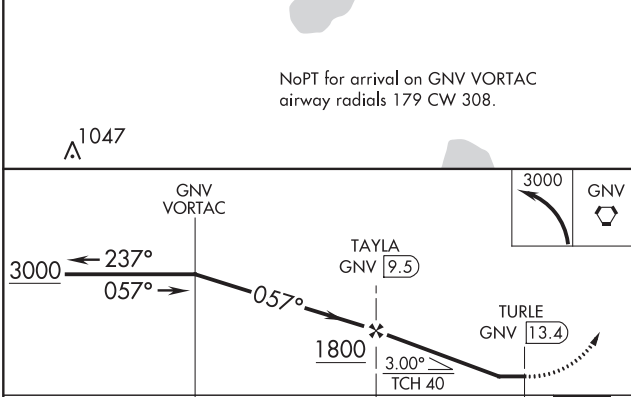 NoPT for arrival on GNV VORTAC
airway radials 179 CW 308.
1047
3000
GNV
GNV
VORTAC
TAYLA
GNV 9.5
237°
3000
057°
057°
TURLE
GNV 13.4
1800
3.00°
TCH 40